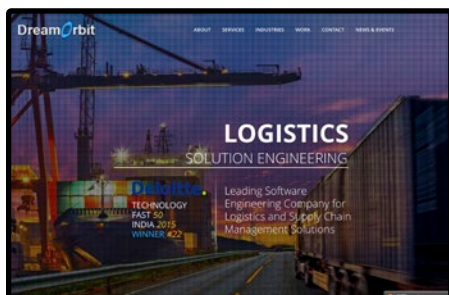 DreamOrbit
ABOUT SERVICES INDUSTRIES WORK CONTACT NEWS & EVENTS
LOGISTICS
SOLUTION ENGINEERING
Deloitte.
TECHNOLOGY
FAST 50
INDIA 2015
WINNER #22
Leading Software
Engineering Company for
Logistics and Supply Chain
Management Solutions